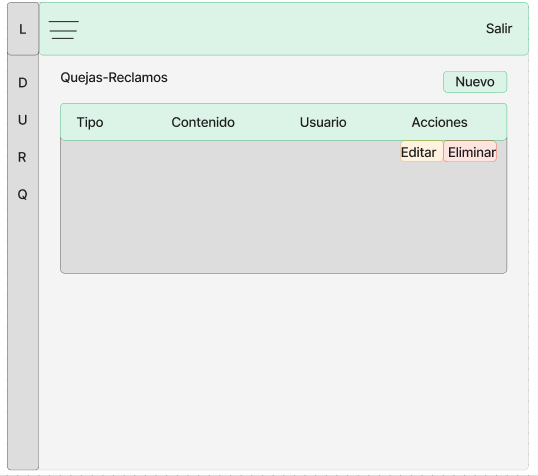 L
Salir
D
U
R
Q
Quejas-Reclamos
Nuevo
Tipo Contenido Usuario Acciones
Editar Eliminar